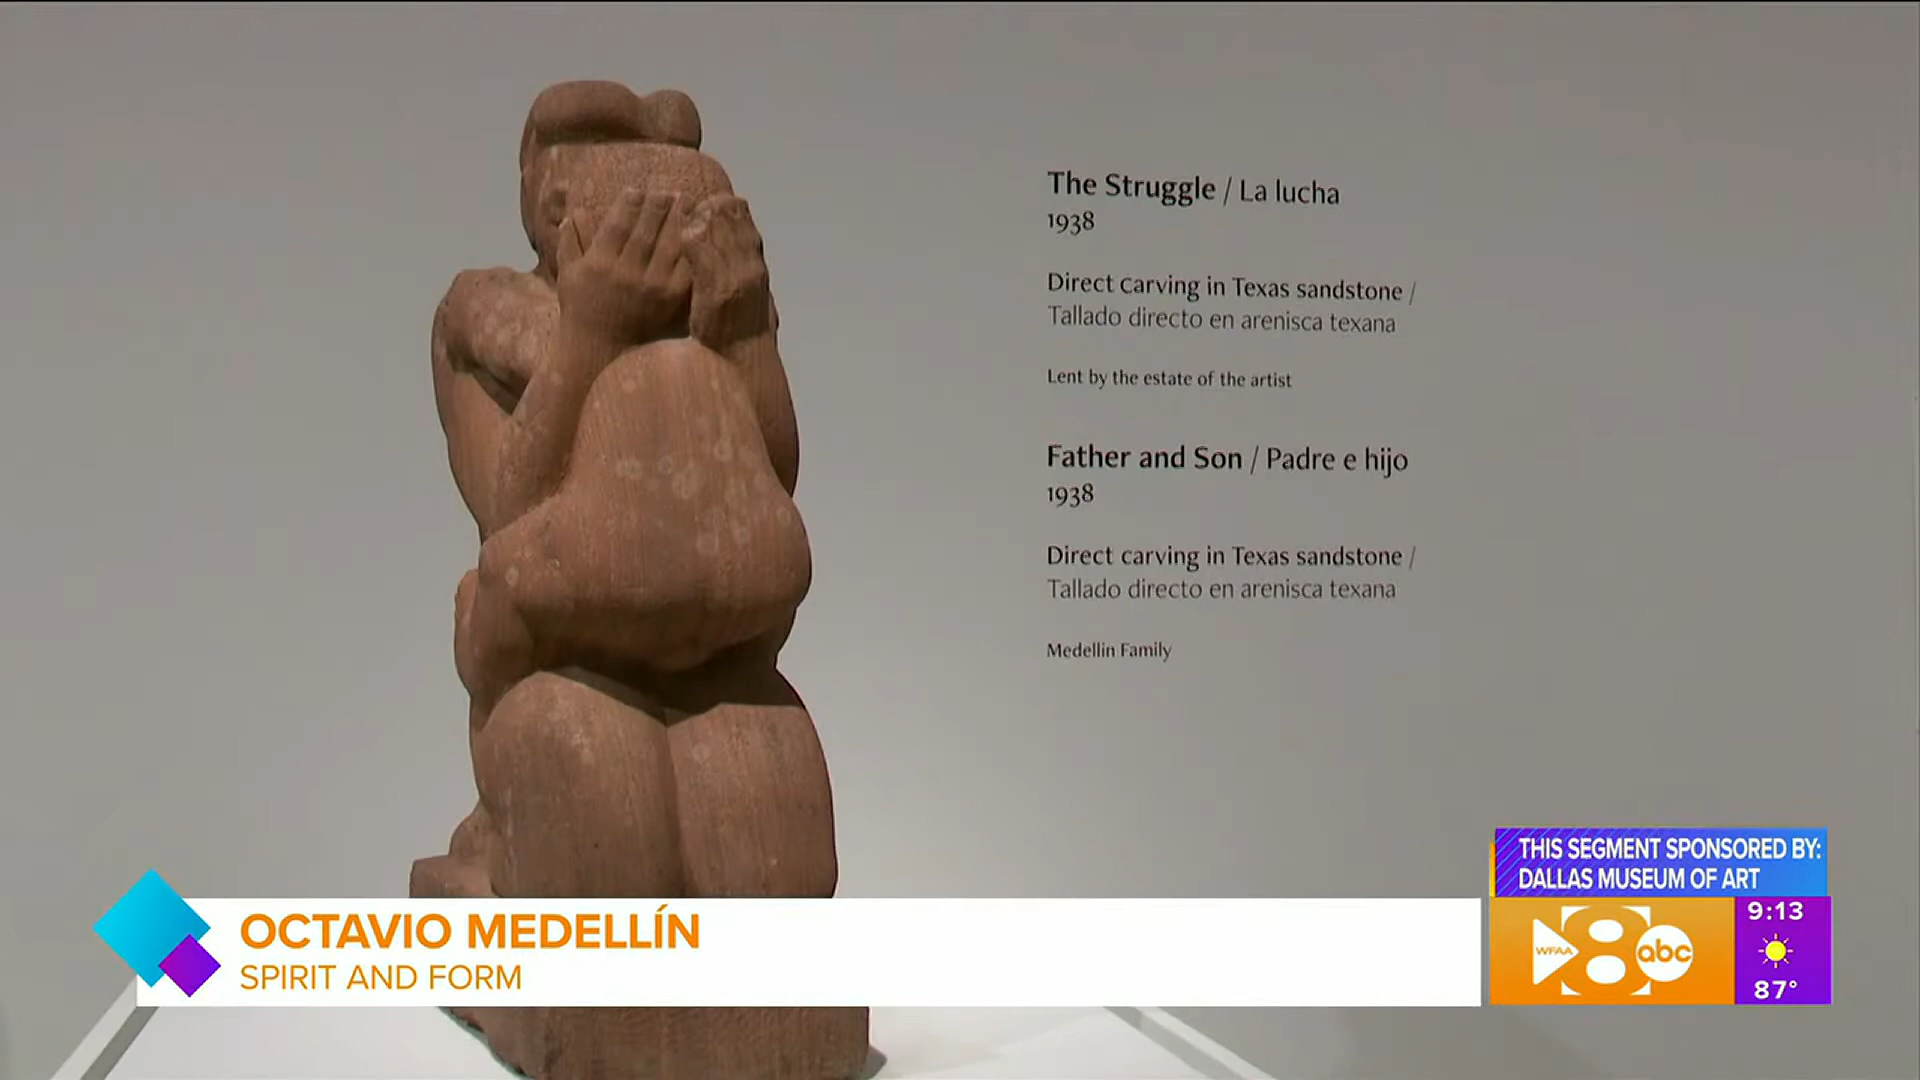 The Struggle / La lucha
1938
Direct carving in Texas sandstone /
Tallado directo en arenisca texana
Lent by the estate of the artist
Father and Son / Padre e hijo
1938
Direct carving in Texas sandstone /
Tallado directo en arenisca texana
Medellin Family
OCTAVIO MEDELLÍN
SPIRIT AND FORM
THIS SEGMENT SPONSORED BY:
DALLAS MUSEUM OF ART
WFAA 8 abc
9:13
87°